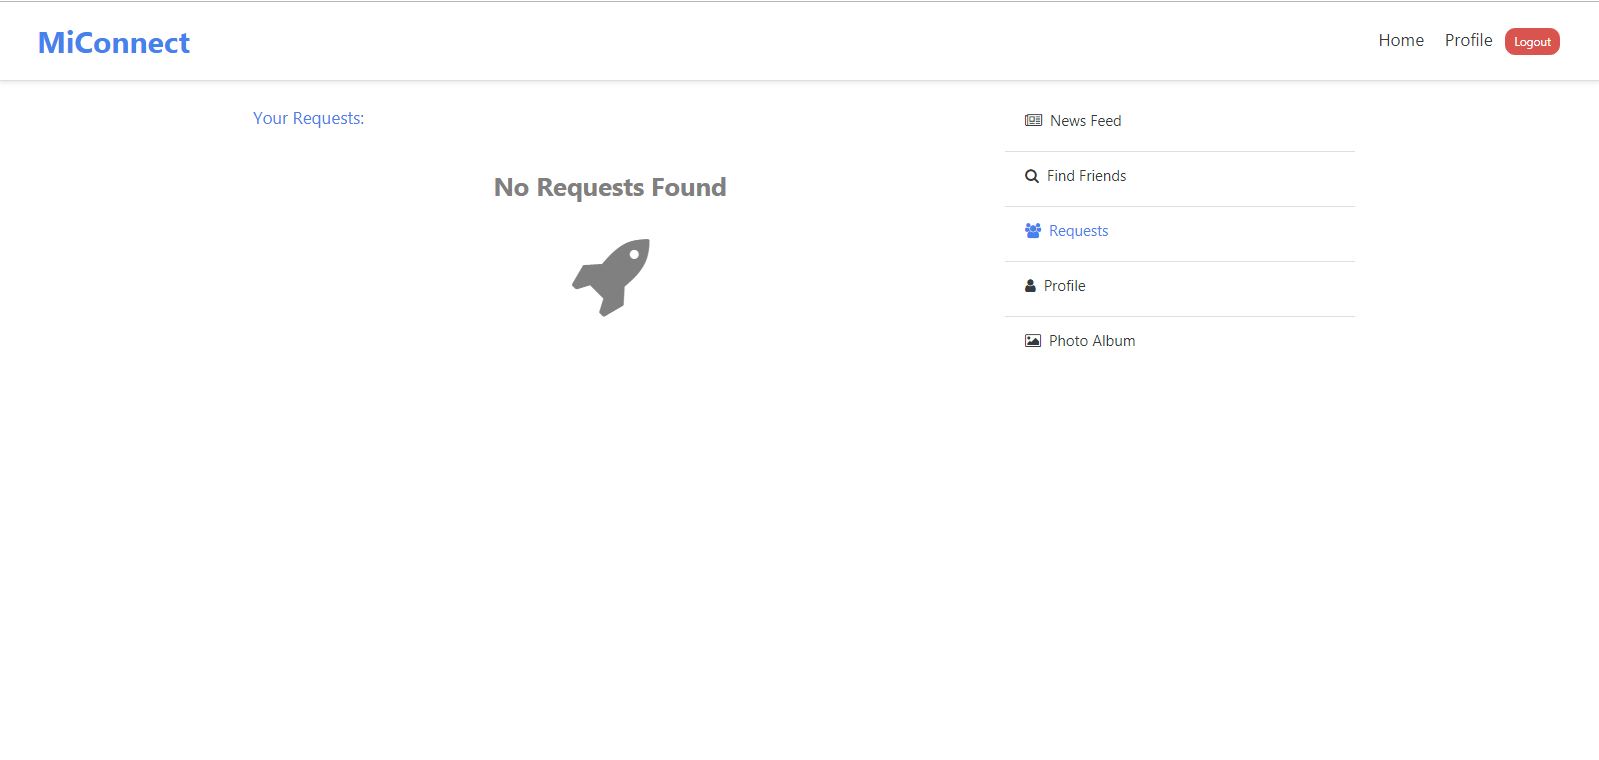 MiConnect
Home Profile Logout
Your Requests:
No Requests Found
News Feed
Find Friends
Requests
Profile
Photo Album